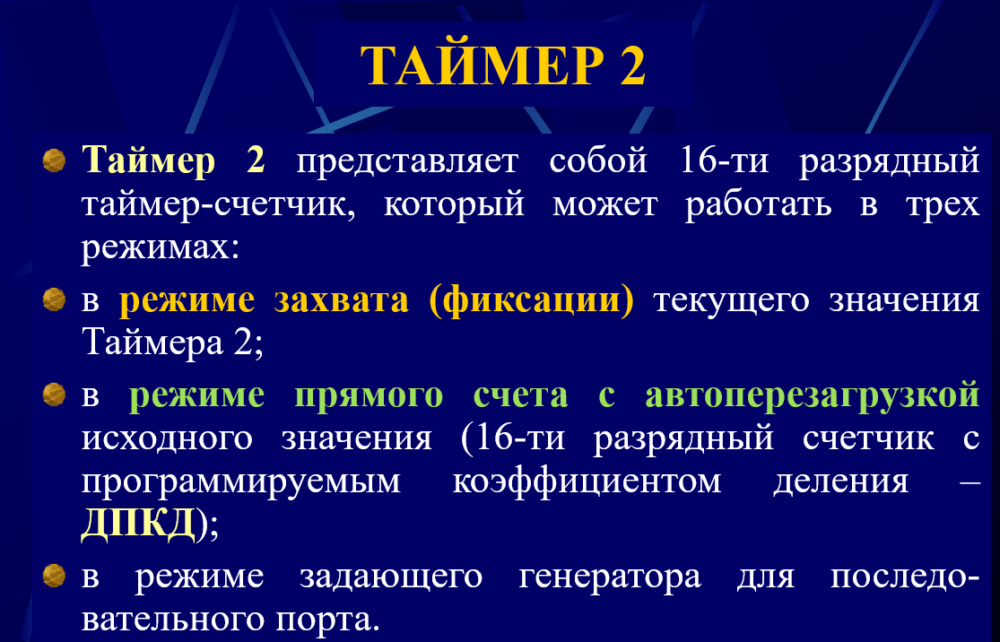 ТАЙМЕР 2
Таймер 2 представляет собой 16-ти разрядный
таймер-счетчик, который может работать в трех
режимах:
в режиме захвата (фиксации) текущего значения
Таймера 2;
в режиме прямого счета с автоперезагрузкой
исходного значения (16-ти разрядный счетчик с
программируемым коэффициентом деления –
ДПКД);
в режиме задающего генератора для последо-
вательного порта.